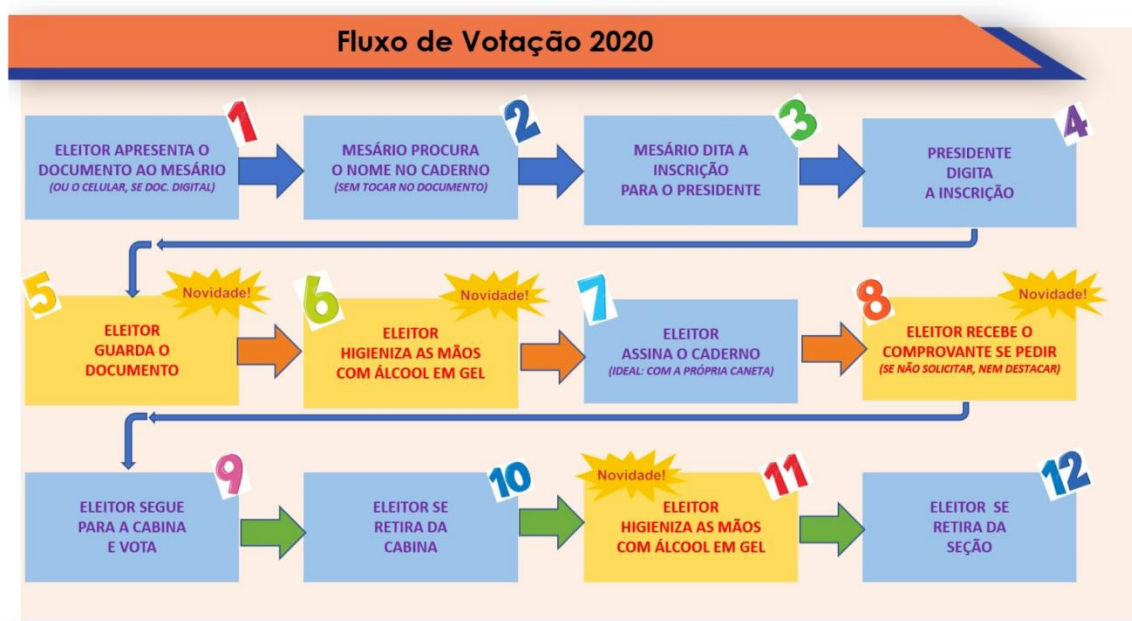 Fluxo de Votação 2020
1
ELEITOR APRESENTA O
DOCUMENTO AO MESÁRIO
(OU O CELULAR, SE DOC. DIGITAL)
2
MESÁRIO PROCURA
O NOME NO CADERNO
(SEM TOCAR NO DOCUMENTO)
3
MESÁRIO DITA A
INSCRIÇÃO
PARA O PRESIDENTE
4
PRESIDENTE
DIGITA
A INSCRIÇÃO
5
Novidade!
ELEITOR
GUARDA O
DOCUMENTO
6
Novidade!
ELEITOR
HIGIENIZA AS MÃOS
COM ÁLCOOL EM GEL
7
ELEITOR
ASSINA O CADERNO
(IDEAL: COM A PRÓPRIA CANETA)
8
Novidade!
ELEITOR RECEBE O
COMPROVANTE SE PEDIR
(SE NÃO SOLICITAR, NEM DESTACAR)
9
ELEITOR SEGUE
PARA A CABINA
E VOTA
10
ELEITOR SE
RETIRA DA
CABINA
Novidade!
11
ELEITOR
HIGIENIZA AS MÃOS
COM ÁLCOOL EM GEL
12
ELEITOR SE
RETIRA DA
SEÇÃO